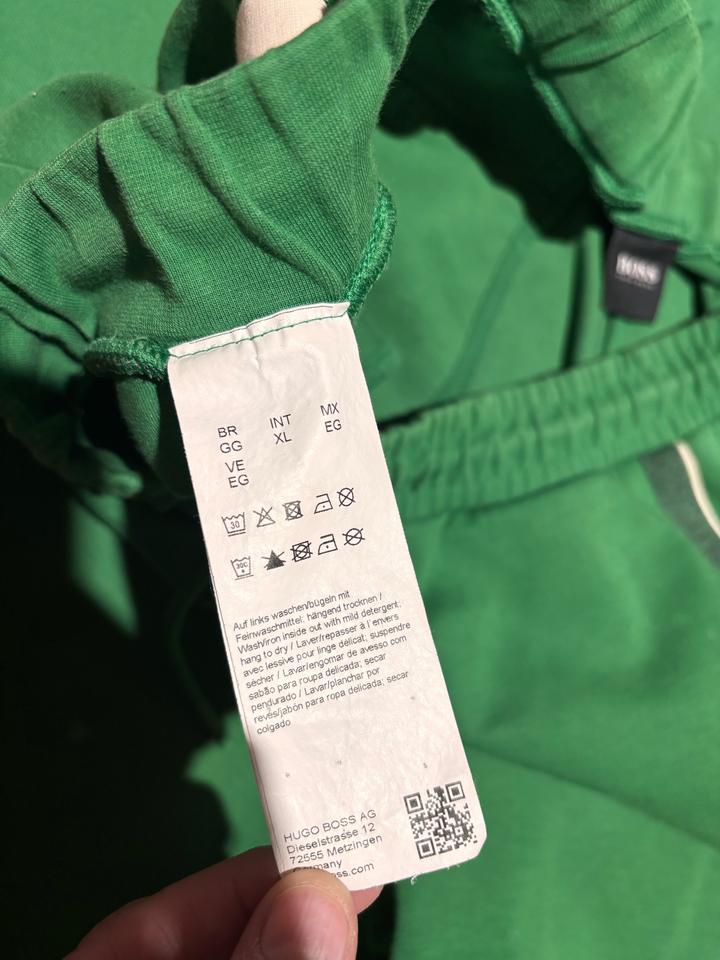 BOSS
BR INT MX
GG XL EG
VE
EG
30
30C
Auf links waschen/bügeln mit
Feinwaschmittel; hängend trocknen /
Wash/iron inside out with mild detergent;
hang to dry / Laver/repasser à l'envers
avec lessive pour linge délicat; suspendre
sécher / Lavar/engomar de avesso com
sabão para roupa delicada; secar
pendurado / Lavar/planchar por
revés/jabón para ropa delicada; secar
colgado
HUGO BOSS AG
Dieselstrasse 12
72555 Metzingen